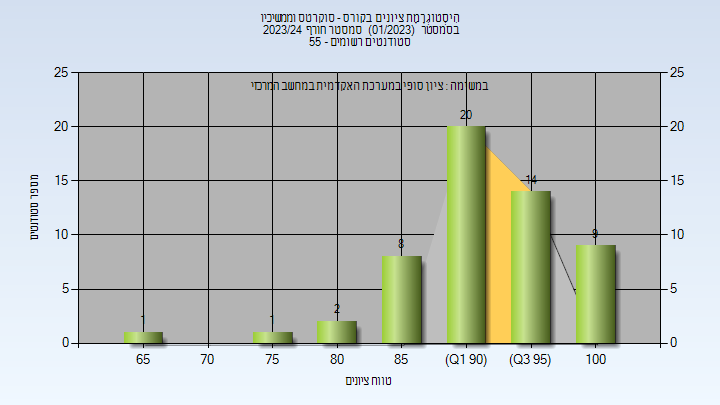 היסטוגרמת ציונים בקורס - סוקרטס וממשיכיו
בסמסטר (01/2023) סמסטר חורף 2023/24
סטודנטים רשומים - 55
במשימה : ציון סופי במערכת האקדמית במחשב המרכזי
25 25
20 20
15 15
10 10
5 5
0 0
1 1 2 8 20 14 9
65 70 75 80 85 (Q1 90) (Q3 95) 100
מספר סטודנטים
טווח ציונים